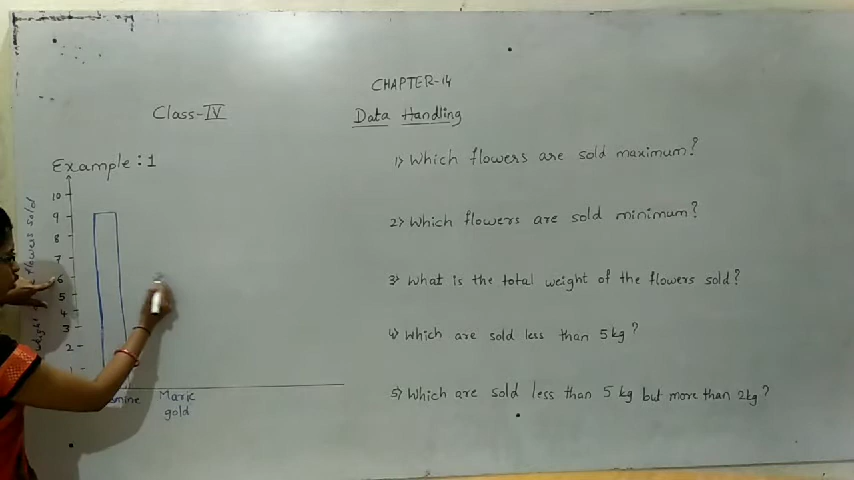 CHAPTER-14
Class-IV
Data Handling
Example : 1
1) Which flowers are sold maximum?
2) Which flowers are sold minimum?
3) What is the total weight of the flowers sold?
4) Which are sold less than 5 kg?
5) Which are sold less than 5 kg but more than 2kg?
flowers sold
10
9
8
7
6
5
4
3
2
1
Marie
gold